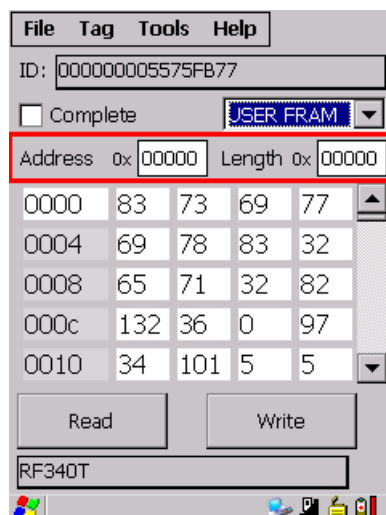 File Tag Tools Help
ID: 000000005575FB77
Complete USER FRAM
Address 0x 00000 Length 0x 00000
0000 83 73 69 77
0004 69 78 83 32
0008 65 71 32 82
000c 132 36 0 97
0010 34 101 5 5
Read Write
RF340T